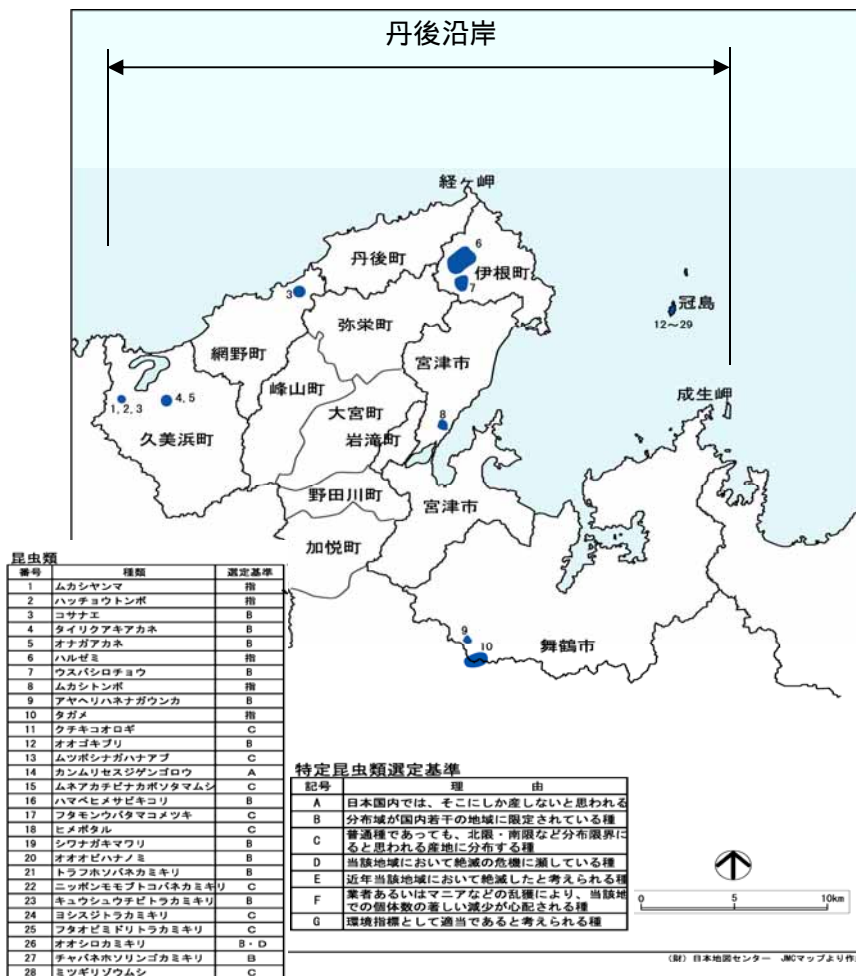 丹後沿岸
経ヶ岬
丹後町
6
伊根町
7
3
冠島
12～29
弥栄町
網野町
宮津市
峰山町
成生岬
1, 2, 3
4, 5
大宮町
8
久美浜町
岩滝町
野田川町
宮津市
加悦町
9
10
舞鶴市
昆虫類
番号 種類 選定基準
1 ムカシヤンマ 指
2 ハッチョウトンボ 指
3 コサナエ B
4 タイリクアキアカネ B
5 オナガアカネ B
6 ハルゼミ 指
7 ウスバシロチョウ B
8 ムカシトンボ 指
9 アヤヘリハネナガウンカ B
10 タガメ 指
11 クチキコオロギ C
12 オオゴキブリ B
13 ムツボシナガハナアブ C
14 カンムリセスジゲンゴロウ A
15 ムネアカチビナカボソタマムシ C
16 ハマベヒメサビキコリ B
17 フタモンウバタマコメツキ C
18 ヒメボタル C
19 シワナガキマワリ B
20 オオオビハナノミ B
21 トラフホソバネカミキリ B
22 ニッポンモモブトコバネカミキリ C
23 キュウシュウチビトラカミキリ B
24 ヨシスジトラカミキリ C
25 フタオビミドリトラカミキリ C
26 オオシロカミキリ B・D
27 チャバネホソリンゴカミキリ B
28 ミツギリゾウムシ C
特定昆虫類選定基準
記号 理由
A 日本国内では、そこにしか産しないと思われる
B 分布域が国内若干の地域に限定されている種
C 普通種であっても、北限・南限など分布限界に
ると思われる産地に分布する種
D 当該地域において絶滅の危機に瀕している種
E 近年当該地域において絶滅したと考えられる種
F 業者あるいはマニアなどの乱獲により、当該地
での個体数の著しい減少が心配される種
G 環境指標として適当であると考えられる種
0 5 10km
(財) 日本地図センター JMCマップより作